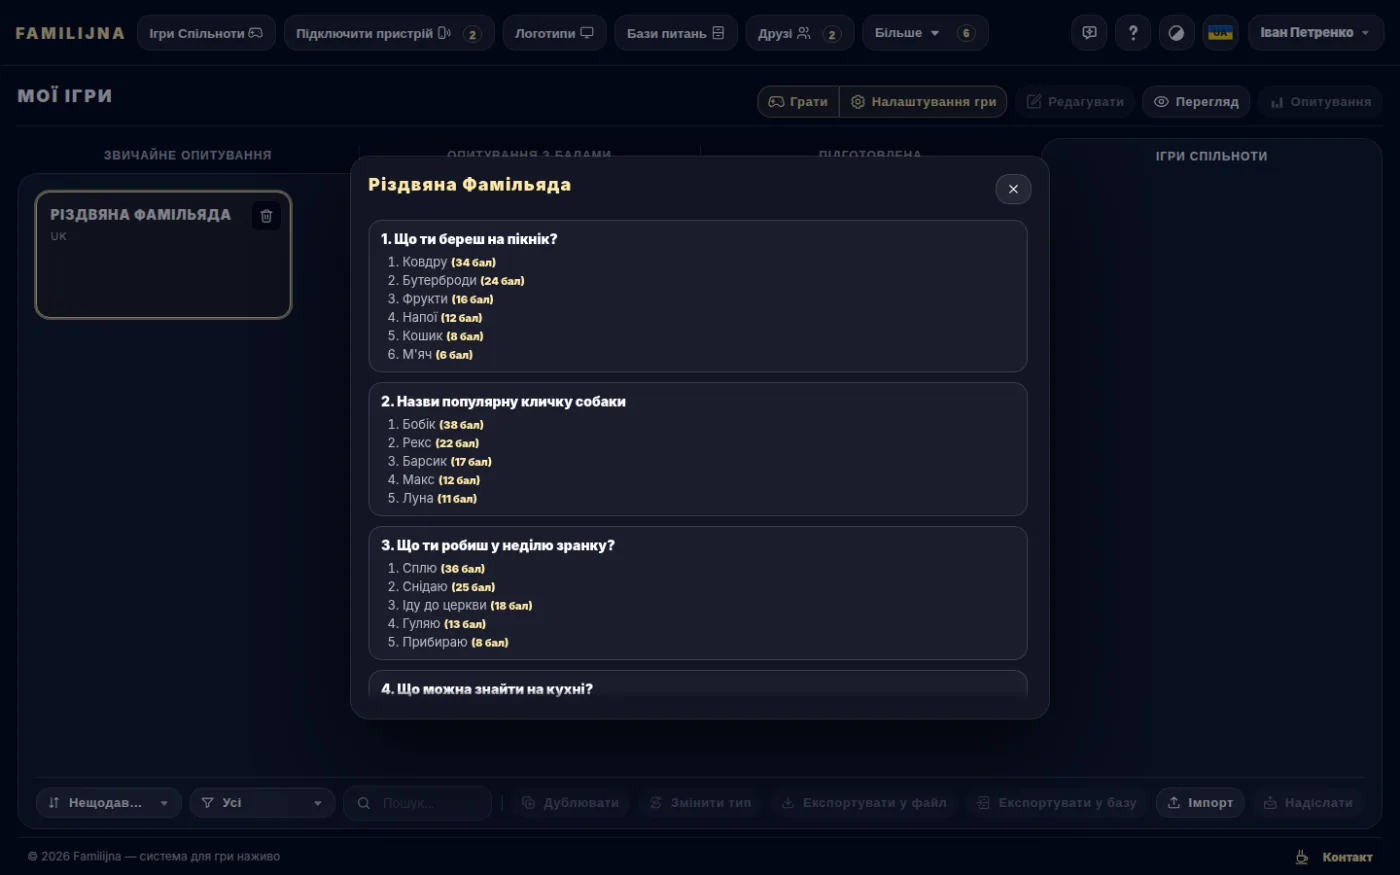 FAMILIJNA
Ігри Спільноти
Підключити пристрій 2
Логотипи
Бази питань
Друзі 2
Більше 6
?
UA
Іван Петренко
МОЇ ІГРИ
Грати
Налаштування гри
Редагувати
Перегляд
Опитування
ЗВИЧАЙНЕ ОПИТУВАННЯ
ОПИТУВАННЯ З БАЛАМИ
ПІДГОТОВЛЕНА
ІГРИ СПІЛЬНОТИ
РІЗДВЯНА ФАМІЛЬЯДА
UK
Різдвяна Фамільяда
1. Що ти береш на пікнік?
1. Ковдру (34 бал)
2. Бутерброди (24 бал)
3. Фрукти (16 бал)
4. Напої (12 бал)
5. Кошик (8 бал)
6. М'яч (6 бал)
2. Назви популярну кличку собаки
1. Бобік (38 бал)
2. Рекс (22 бал)
3. Барсик (17 бал)
4. Макс (12 бал)
5. Луна (11 бал)
3. Що ти робиш у неділю зранку?
1. Сплю (36 бал)
2. Снідаю (25 бал)
3. Іду до церкви (18 бал)
4. Гуляю (13 бал)
5. Прибираю (8 бал)
4. Що можна знайти на кухні?
Нещодав...
Усі
Пошук...
Дублювати
Змінити тип
Експортувати у файл
Експортувати у базу
Імпорт
Надіслати
© 2026 Familijna — система для гри наживо
Контакт